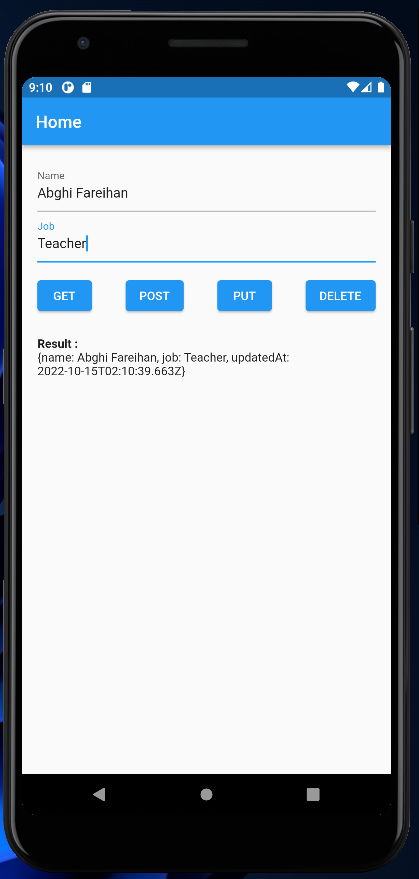 9:10
Home
Name
Abghi Fareihan
Job
Teacher
GET POST PUT DELETE
Result :
{name: Abghi Fareihan, job: Teacher, updatedAt:
2022-10-15T02:10:39.663Z}